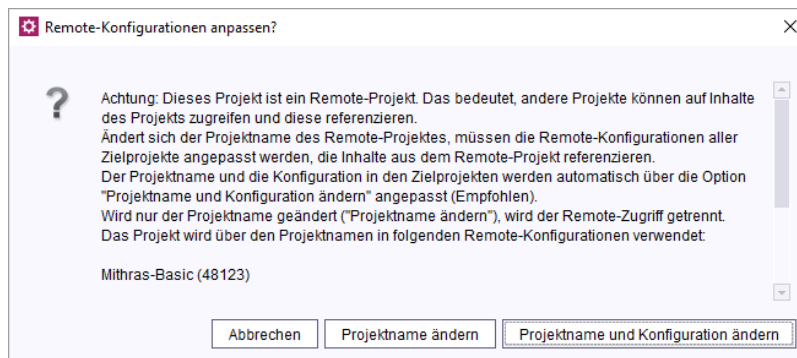 Remote-Konfigurationen anpassen?
Achtung: Dieses Projekt ist ein Remote-Projekt. Das bedeutet, andere Projekte können auf Inhalte
des Projekts zugreifen und diese referenzieren.
Ändert sich der Projektname des Remote-Projektes, müssen die Remote-Konfigurationen aller
Zielprojekte angepasst werden, die Inhalte aus dem Remote-Projekt referenzieren.
Der Projektname und die Konfiguration in den Zielprojekten werden automatisch über die Option
"Projektname und Konfiguration ändern" angepasst (Empfohlen).
Wird nur der Projektname geändert ("Projektname ändern"), wird der Remote-Zugriff getrennt.
Das Projekt wird über den Projektnamen in folgenden Remote-Konfigurationen verwendet:
Mithras-Basic (48123)
Abbrechen Projektname ändern Projektname und Konfiguration ändern